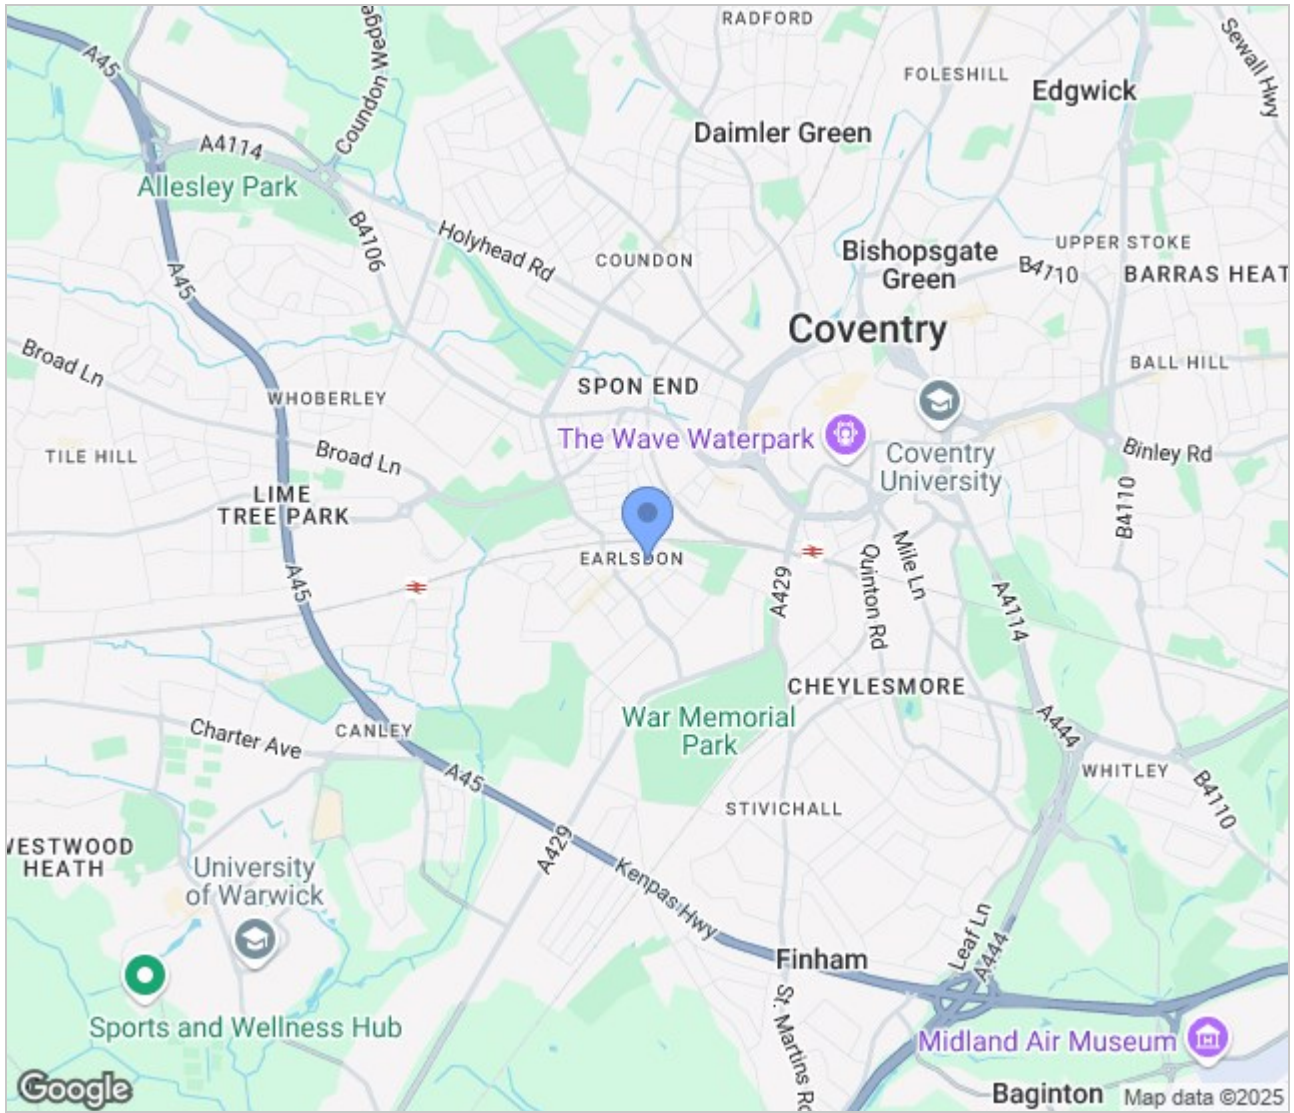 RADFORD
Sewall Hwy
A45
Coundon Wedge
FOLESHILL
Edgwick
Daimler Green
A4114
Allesley Park
B4106
Holyhead Rd
COUNDON
Bishopsgate
Green
UPPER STOKE
B4110
BARRAS HEAT
A45
Coventry
Broad Ln
BALL HILL
SPON END
WHOBERLEY
The Wave Waterpark
Broad Ln
TILE HILL
Coventry
University
Binley Rd
LIME
TREE PARK
B4110
EARLSDON
Mile Ln
Quinton Rd
A429
A45
A4114
CHEYLESMORE
War Memorial
Park
Charter Ave
CANLEY
A444
WHITLEY
A45
B4110
STIVICHALL
WESTWOOD
HEATH
A429
University
of Warwick
Kenpas Hwy
Leaf Ln
A444
Finham
St. Martins Rd
Sports and Wellness Hub
Midland Air Museum
Baginton
Google
Map data ©2025